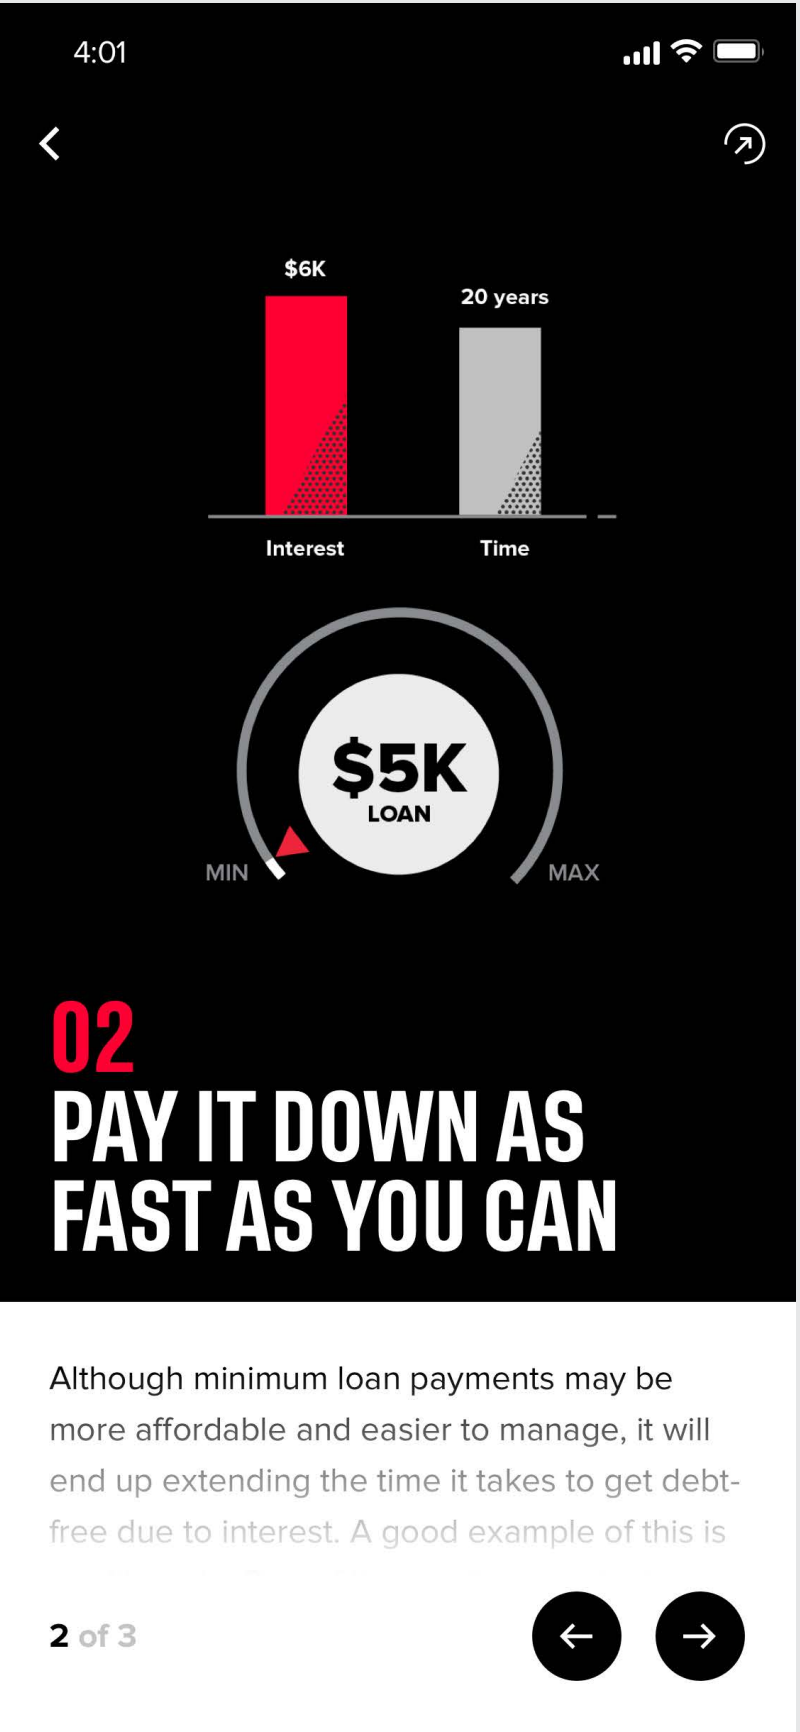 4:01
$6K
20 years
Interest
Time
$5K
LOAN
MIN
MAX
02
PAY IT DOWN AS
FAST AS YOU CAN
Although minimum loan payments may be
more affordable and easier to manage, it will
end up extending the time it takes to get debt-
free due to interest. A good example of this is
2 of 3